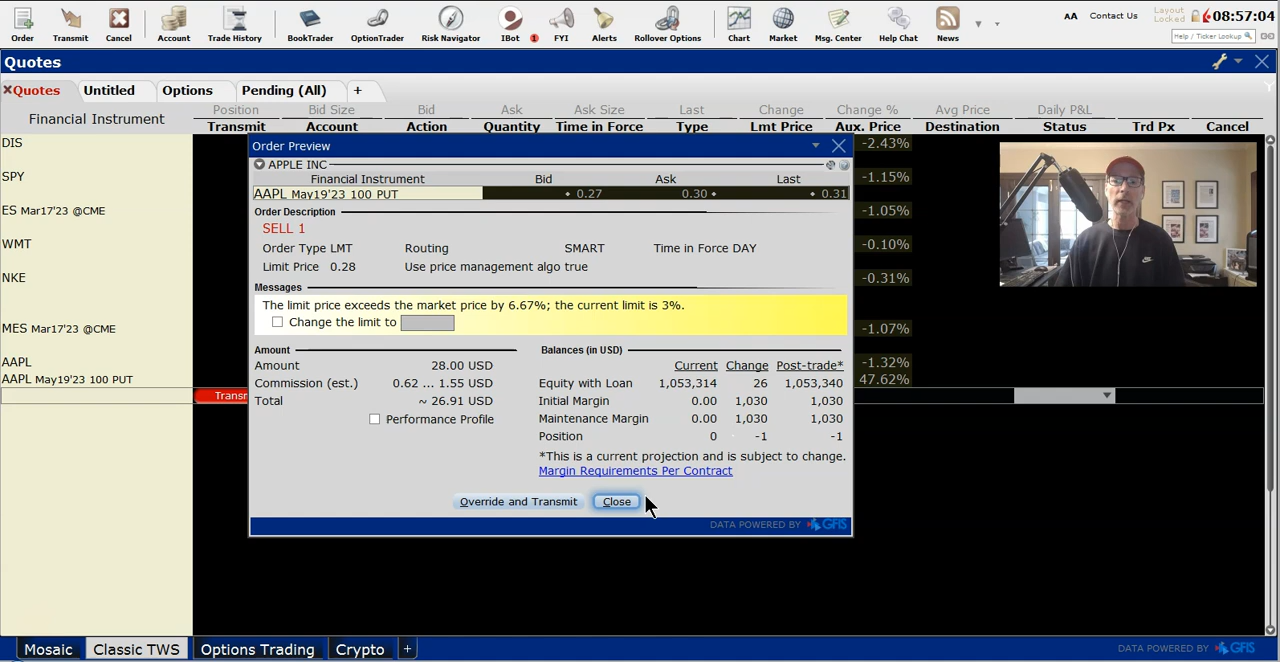 Order Transmit Cancel Account Trade History BookTrader OptionTrader Risk Navigator IBot 1 FYI Alerts Rollover Options Chart Market Msg. Center Help Chat News AA Contact Us Layout Locked 08:57:04
Help / Ticker Lookup
Quotes
Quotes Untitled Options Pending (All) +
Position Bid Size Bid Ask Ask Size Last Change Change % Avg Price Daily P&L
Financial Instrument Transmit Account Action Quantity Time in Force Type Lmt Price Aux. Price Destination Status Trd Px Cancel
DIS -2.43%
SPY -1.15%
ES Mar17'23 @CME -1.05%
WMT -0.10%
NKE -0.31%
MES Mar17'23 @CME -1.07%
AAPL -1.32%
AAPL May19'23 100 PUT 47.62%
Transm
Order Preview
APPLE INC
Financial Instrument Bid Ask Last
AAPL May19'23 100 PUT 0.27 0.30 0.31
Order Description
SELL 1
Order Type LMT Routing SMART Time in Force DAY
Limit Price 0.28 Use price management algo true
Messages
The limit price exceeds the market price by 6.67%; the current limit is 3%.
Change the limit to
Amount Balances (in USD)
Amount 28.00 USD Current Change Post-trade*
Commission (est.) 0.62 ... 1.55 USD Equity with Loan 1,053,314 26 1,053,340
Total ~ 26.91 USD Initial Margin 0.00 1,030 1,030
Performance Profile Maintenance Margin 0.00 1,030 1,030
Position 0 -1 -1
*This is a current projection and is subject to change.
Margin Requirements Per Contract
Override and Transmit Close
DATA POWERED BY GFIS
Mosaic Classic TWS Options Trading Crypto + DATA POWERED BY GFIS